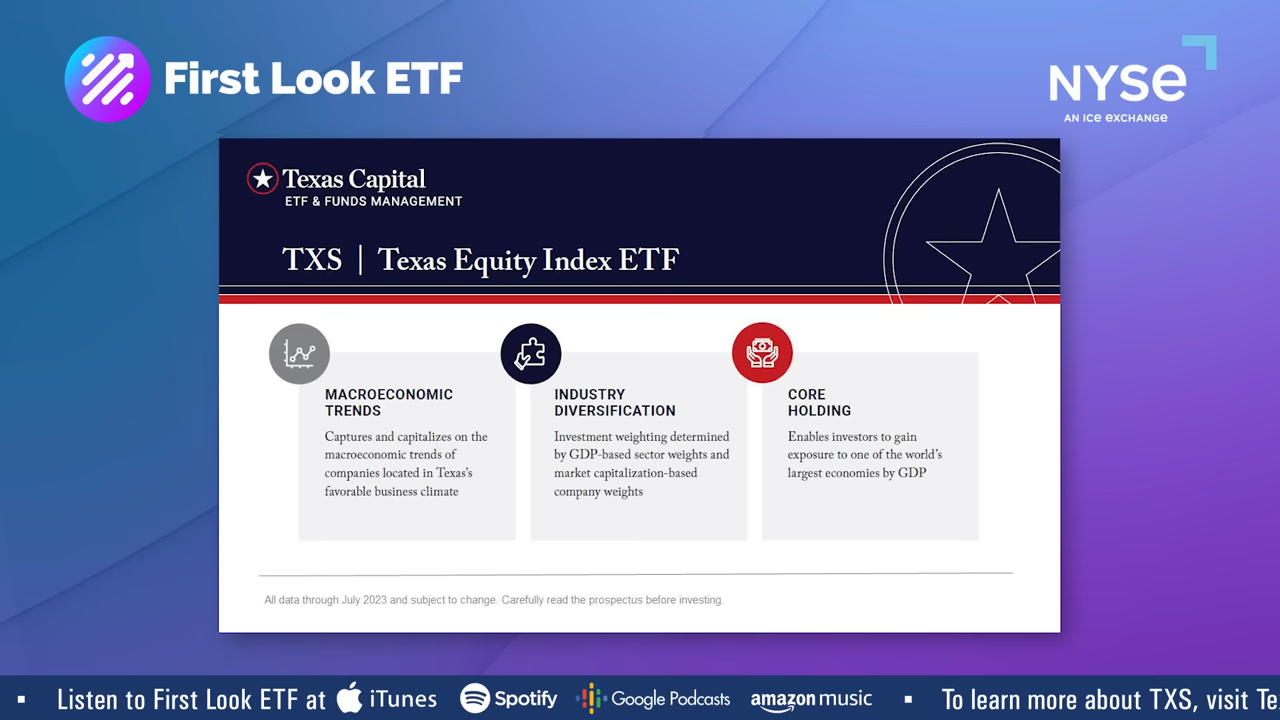 First Look ETF
NYSE
AN ICE EXCHANGE
Texas Capital
ETF & FUNDS MANAGEMENT
TXS | Texas Equity Index ETF
MACROECONOMIC
TRENDS
Captures and capitalizes on the
macroeconomic trends of
companies located in Texas's
favorable business climate
INDUSTRY
DIVERSIFICATION
Investment weighting determined
by GDP-based sector weights and
market capitalization-based
company weights
CORE
HOLDING
Enables investors to gain
exposure to one of the world's
largest economies by GDP
All data through July 2023 and subject to change. Carefully read the prospectus before investing.
▪ Listen to First Look ETF at iTunes Spotify Google Podcasts amazon music ▪ To learn more about TXS, visit